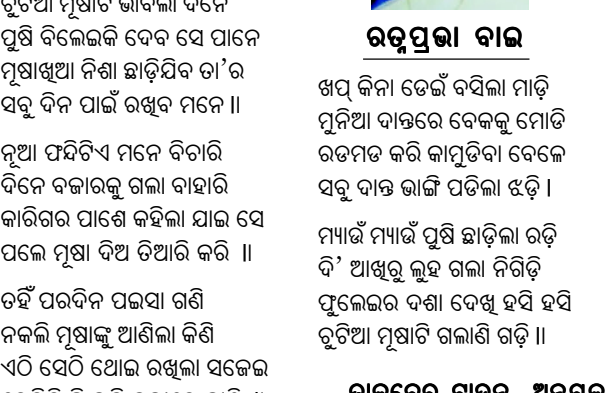 ଚୁଟିଆ ମୂଷାଟି ଭାବିଲା ଦିନେ
ପୁଷି ବିଲେଇକି ଦେବ ସେ ପାନେ
ମୂଷାଖିଆ ନିଶା ଛାଡ଼ିଯିବ ତା’ର
ସବୁ ଦିନ ପାଇଁ ରଖିବ ମନେ ॥
ନୂଆ ଫନ୍ଦିଟିଏ ମନେ ବିଚାରି
ଦିନେ ବଜାରକୁ ଗଲା ବାହାରି
କାରିଗର ପାଶେ କହିଲା ଯାଇ ସେ
ପଲେ ମୂଷା ଦିଅ ତିଆରି କରି ॥
ତହିଁ ପରଦିନ ପଇସା ଗଣି
ନକଲି ମୂଷାଙ୍କୁ ଆଣିଲା କିଣି
ଏଠି ସେଠି ଥୋଇ ରଖିଲା ସଜେଇ
ରତ୍ନପ୍ରଭା ବାଇ
ଖପ୍ କିନା ଡେଇଁ ବସିଲା ମାଡ଼ି
ମୁନିଆ ଦାନ୍ତରେ ବେକକୁ ମୋଡି
ରଡମଡ କରି କାମୁଡିବା ବେଳେ
ସବୁ ଦାନ୍ତ ଭାଙ୍ଗି ପଡିଲା ଝଡ଼ି ।
ମ୍ୟାଉଁ ମ୍ୟାଉଁ ପୁଷି ଛାଡ଼ିଲା ରଡ଼ି
ଦି’ ଆଖିରୁ ଲୁହ ଗଲା ନିଗିଡ଼ି
ଫୁଲେଇର ଦଶା ଦେଖି ହସି ହସି
ଚୁଟିଆ ମୂଷାଟି ଗଲାଣି ଗଡ଼ି ॥